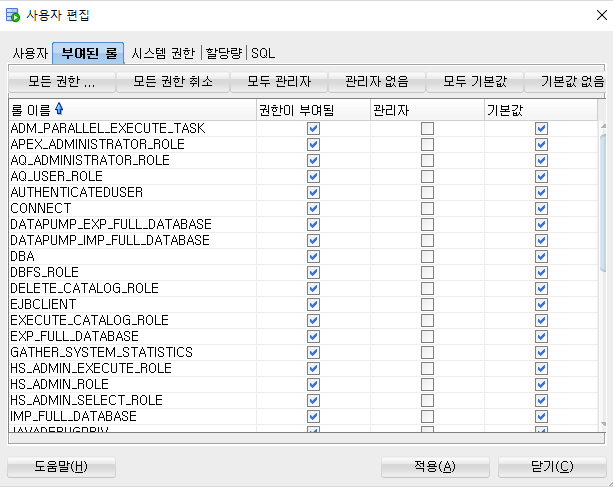 사용자 편집
사용자 부여된 롤 시스템 권한 할당량 SQL
모든 권한 ... 모든 권한 취소 모두 관리자 관리자 없음 모두 기본값 기본값 없음
롤 이름 권한이 부여됨 관리자 기본값
ADM_PARALLEL_EXECUTE_TASK
APEX_ADMINISTRATOR_ROLE
AQ_ADMINISTRATOR_ROLE
AQ_USER_ROLE
AUTHENTICATEDUSER
CONNECT
DATAPUMP_EXP_FULL_DATABASE
DATAPUMP_IMP_FULL_DATABASE
DBA
DBFS_ROLE
DELETE_CATALOG_ROLE
EJBCLIENT
EXECUTE_CATALOG_ROLE
EXP_FULL_DATABASE
GATHER_SYSTEM_STATISTICS
HS_ADMIN_EXECUTE_ROLE
HS_ADMIN_ROLE
HS_ADMIN_SELECT_ROLE
IMP_FULL_DATABASE
JAVADEBUGPRIV
도움말(H) 적용(A) 닫기(C)